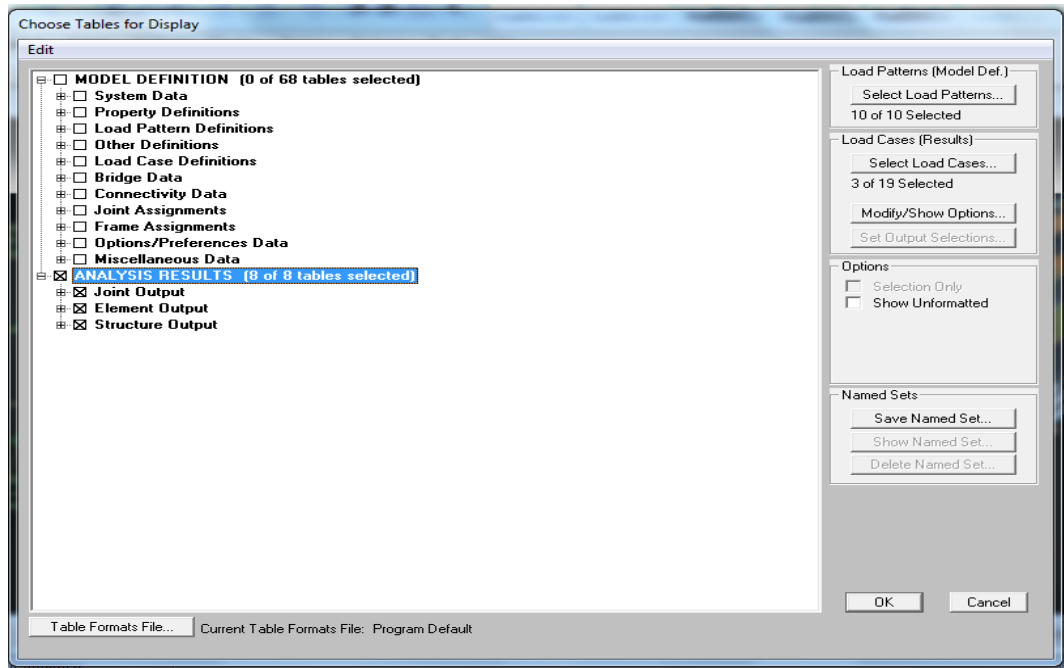 Choose Tables for Display
Edit
MODEL DEFINITION (0 of 68 tables selected)
System Data
Property Definitions
Load Pattern Definitions
Other Definitions
Load Case Definitions
Bridge Data
Connectivity Data
Joint Assignments
Frame Assignments
Options/Preferences Data
Miscellaneous Data
ANALYSIS RESULTS (8 of 8 tables selected)
Joint Output
Element Output
Structure Output
Load Patterns (Model Def.)
Select Load Patterns...
10 of 10 Selected
Load Cases (Results)
Select Load Cases...
3 of 19 Selected
Modify/Show Options...
Set Output Selections...
Options
Selection Only
Show Unformatted
Named Sets
Save Named Set...
Show Named Set...
Delete Named Set...
OK Cancel
Table Formats File... Current Table Formats File: Program Default